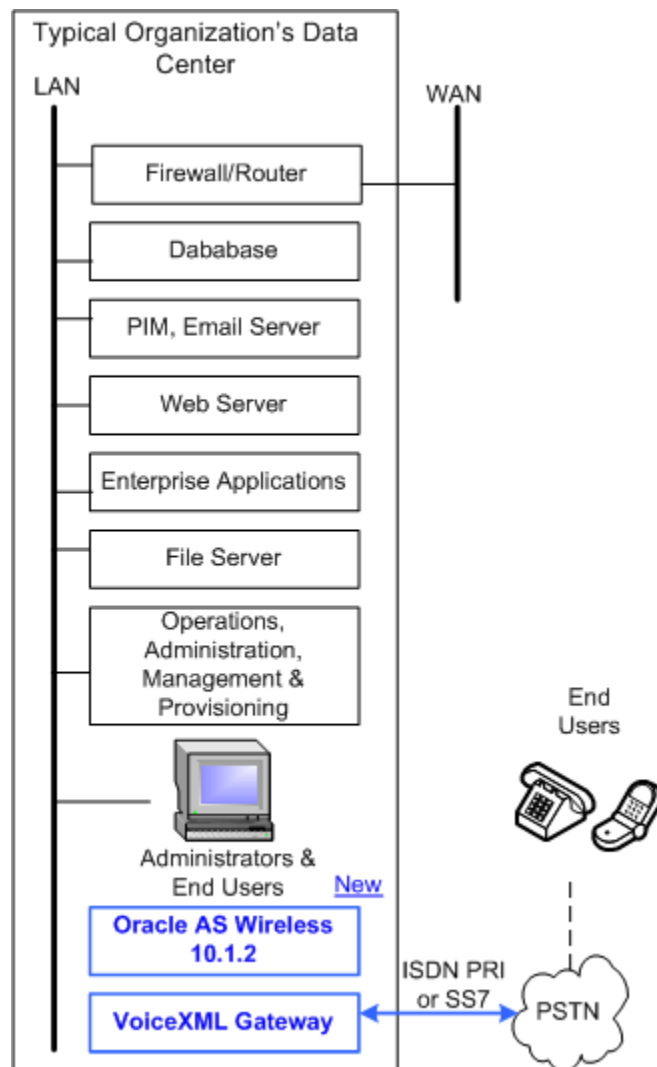 Typical Organization's Data
Center
LAN
WAN
Firewall/Router
Dababase
PIM, Email Server
Web Server
Enterprise Applications
File Server
Operations,
Administration,
Management &
Provisioning
End
Users
Administrators &
End Users
New
Oracle AS Wireless
10.1.2
ISDN PRI
or SS7
VoiceXML Gateway
PSTN